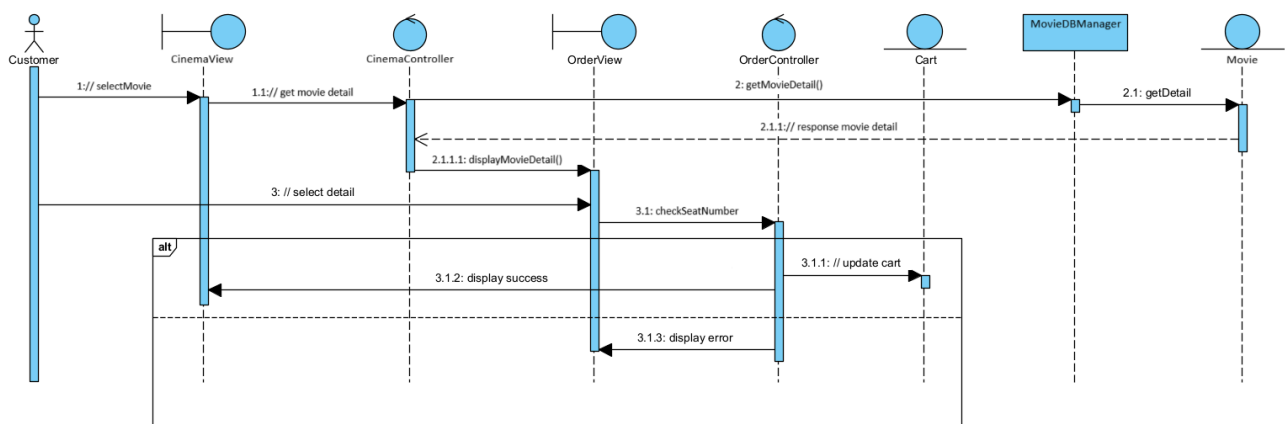 Customer
CinemaView
CinemaController
OrderView
OrderController
Cart
MovieDBManager
Movie
1:// selectMovie
1.1:// get movie detail
2: getMovieDetail()
2.1: getDetail
2.1.1:// response movie detail
2.1.1.1: displayMovieDetail()
3: // select detail
3.1: checkSeatNumber
alt
3.1.1: // update cart
3.1.2: display success
3.1.3: display error